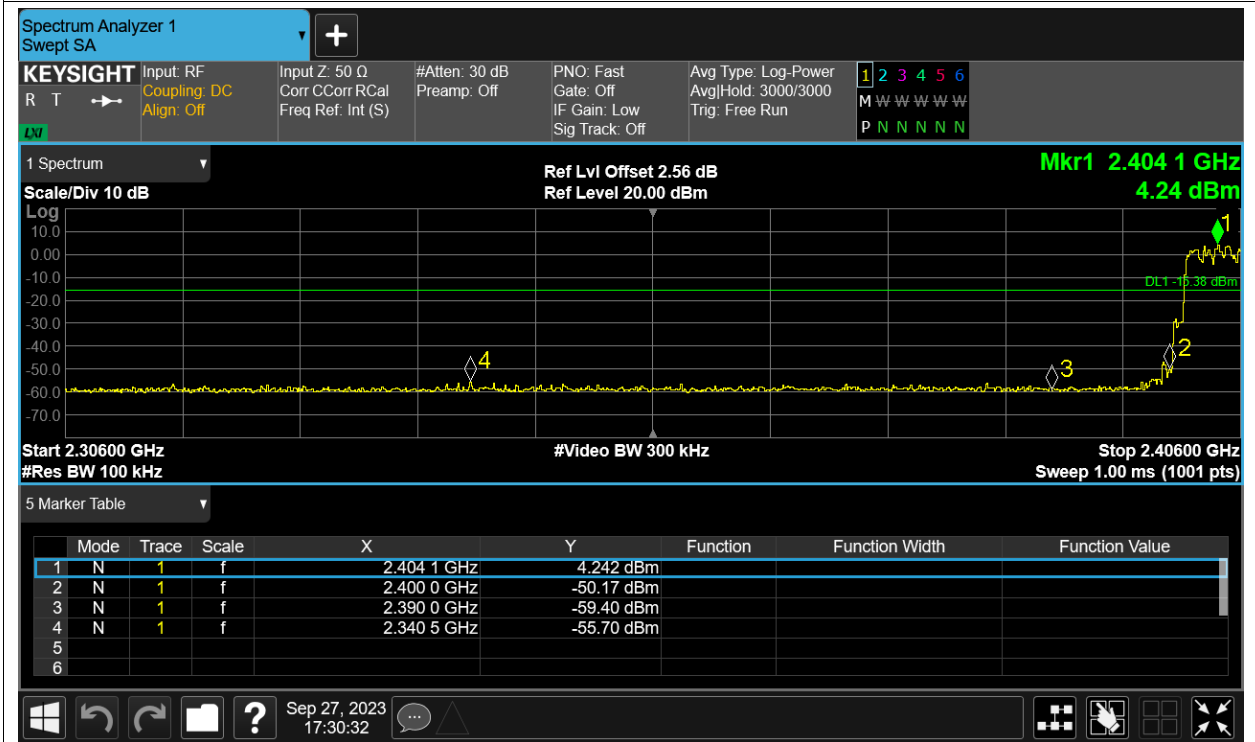 Spectrum Analyzer 1
Swept SA
+
KEYSIGHT
R T
LXI
Input: RF
Coupling: DC
Align: Off
Input Z: 50 Ω
Corr CCorr RCal
Freq Ref: Int (S)
#Atten: 30 dB
Preamp: Off
PNO: Fast
Gate: Off
IF Gain: Low
Sig Track: Off
Avg Type: Log-Power
Avg|Hold: 3000/3000
Trig: Free Run
1 2 3 4 5 6
M W W W W W
P N N N N N
1 Spectrum
Scale/Div 10 dB
Ref Lvl Offset 2.56 dB
Ref Level 20.00 dBm
Mkr1 2.404 1 GHz
4.24 dBm
Log
10.0
0.00
-10.0
-20.0
-30.0
-40.0
-50.0
-60.0
-70.0
1
DL1 -15.38 dBm
2
3
4
Start 2.30600 GHz
#Video BW 300 kHz
Stop 2.40600 GHz
#Res BW 100 kHz
Sweep 1.00 ms (1001 pts)
5 Marker Table
Mode Trace Scale X Y Function Function Width Function Value
1 N 1 f 2.404 1 GHz 4.242 dBm
2 N 1 f 2.400 0 GHz -50.17 dBm
3 N 1 f 2.390 0 GHz -59.40 dBm
4 N 1 f 2.340 5 GHz -55.70 dBm
5
6
?
Sep 27, 2023
17:30:32